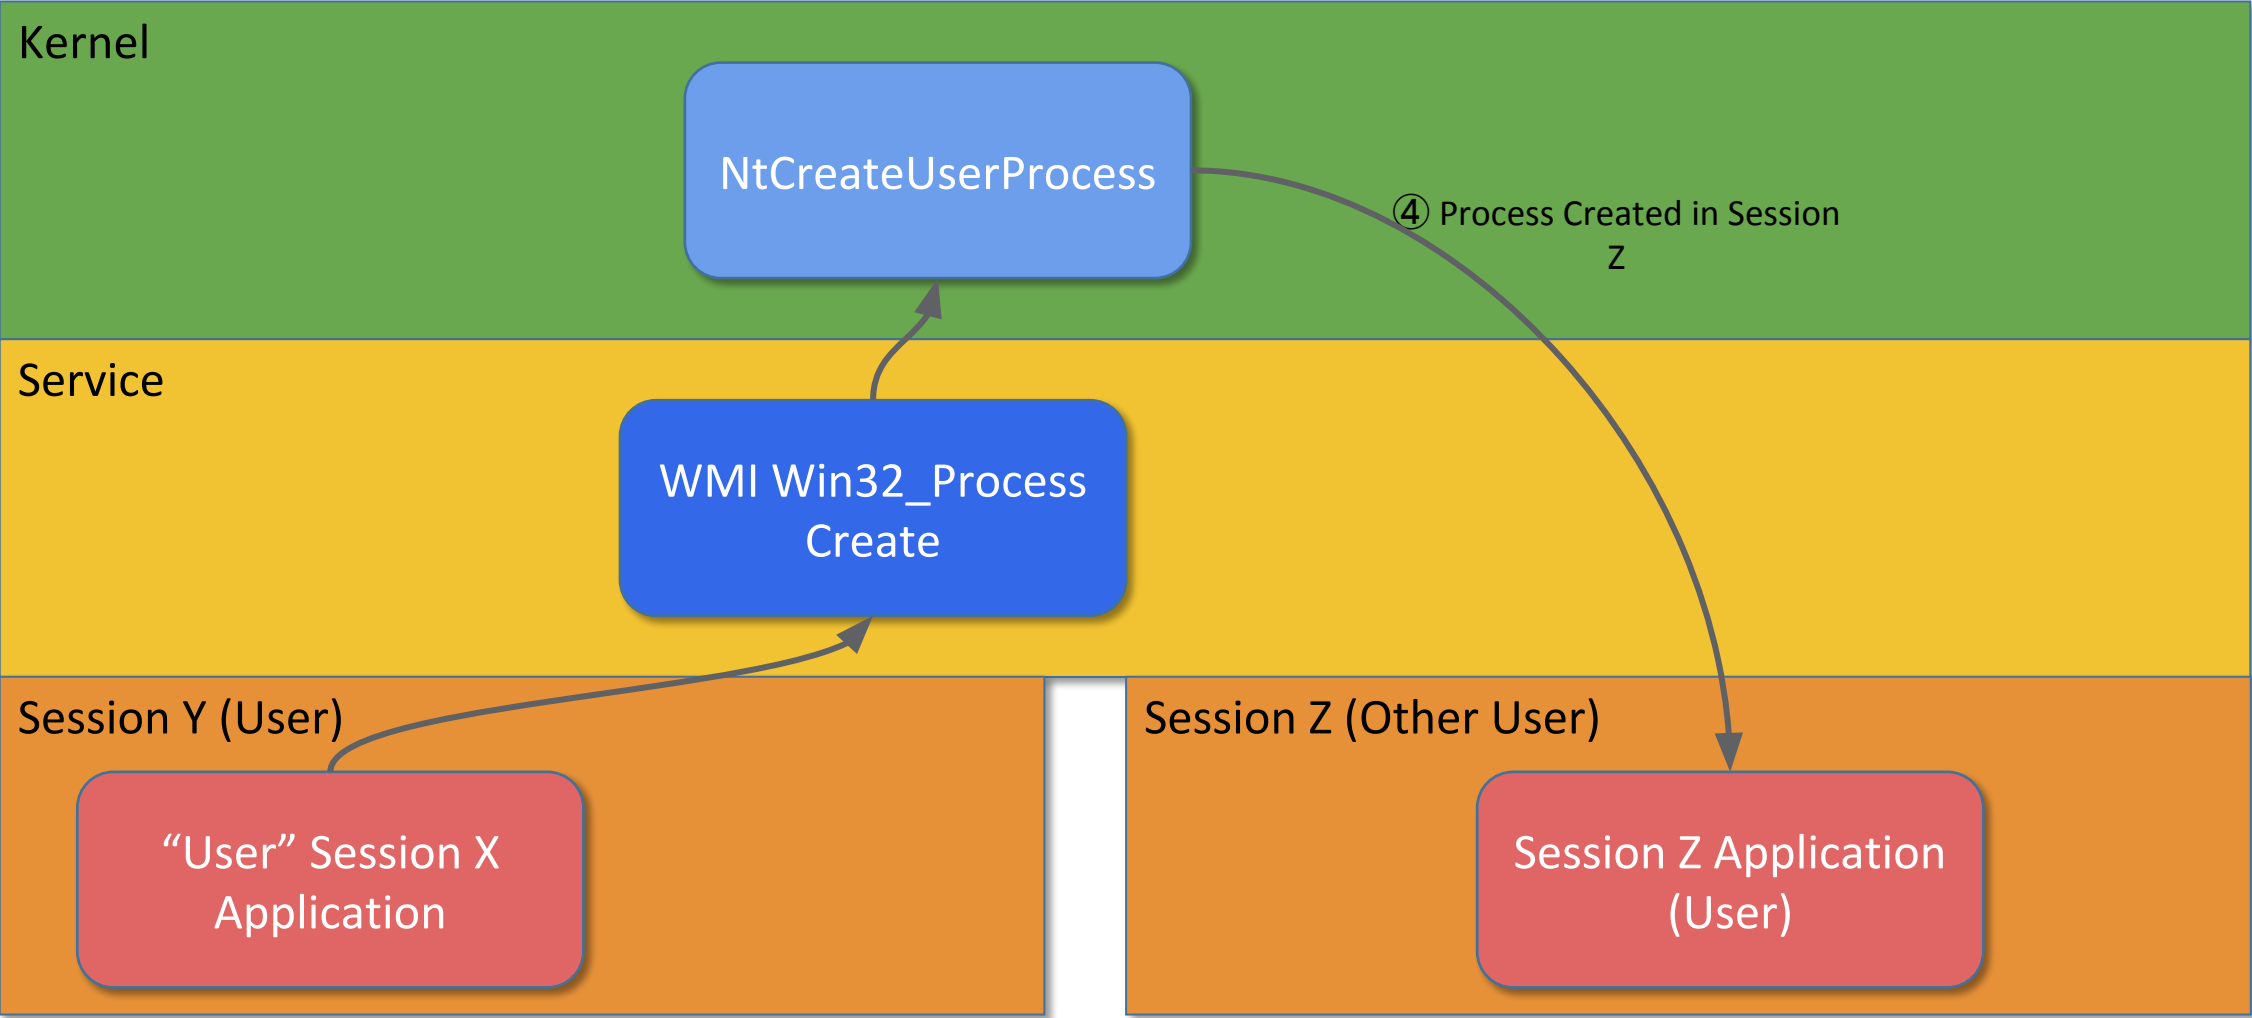 Kernel
NtCreateUserProcess
④ Process Created in Session
Z
Service
WMI Win32_Process
Create
Session Y (User)
“User” Session X
Application
Session Z (Other User)
Session Z Application
(User)